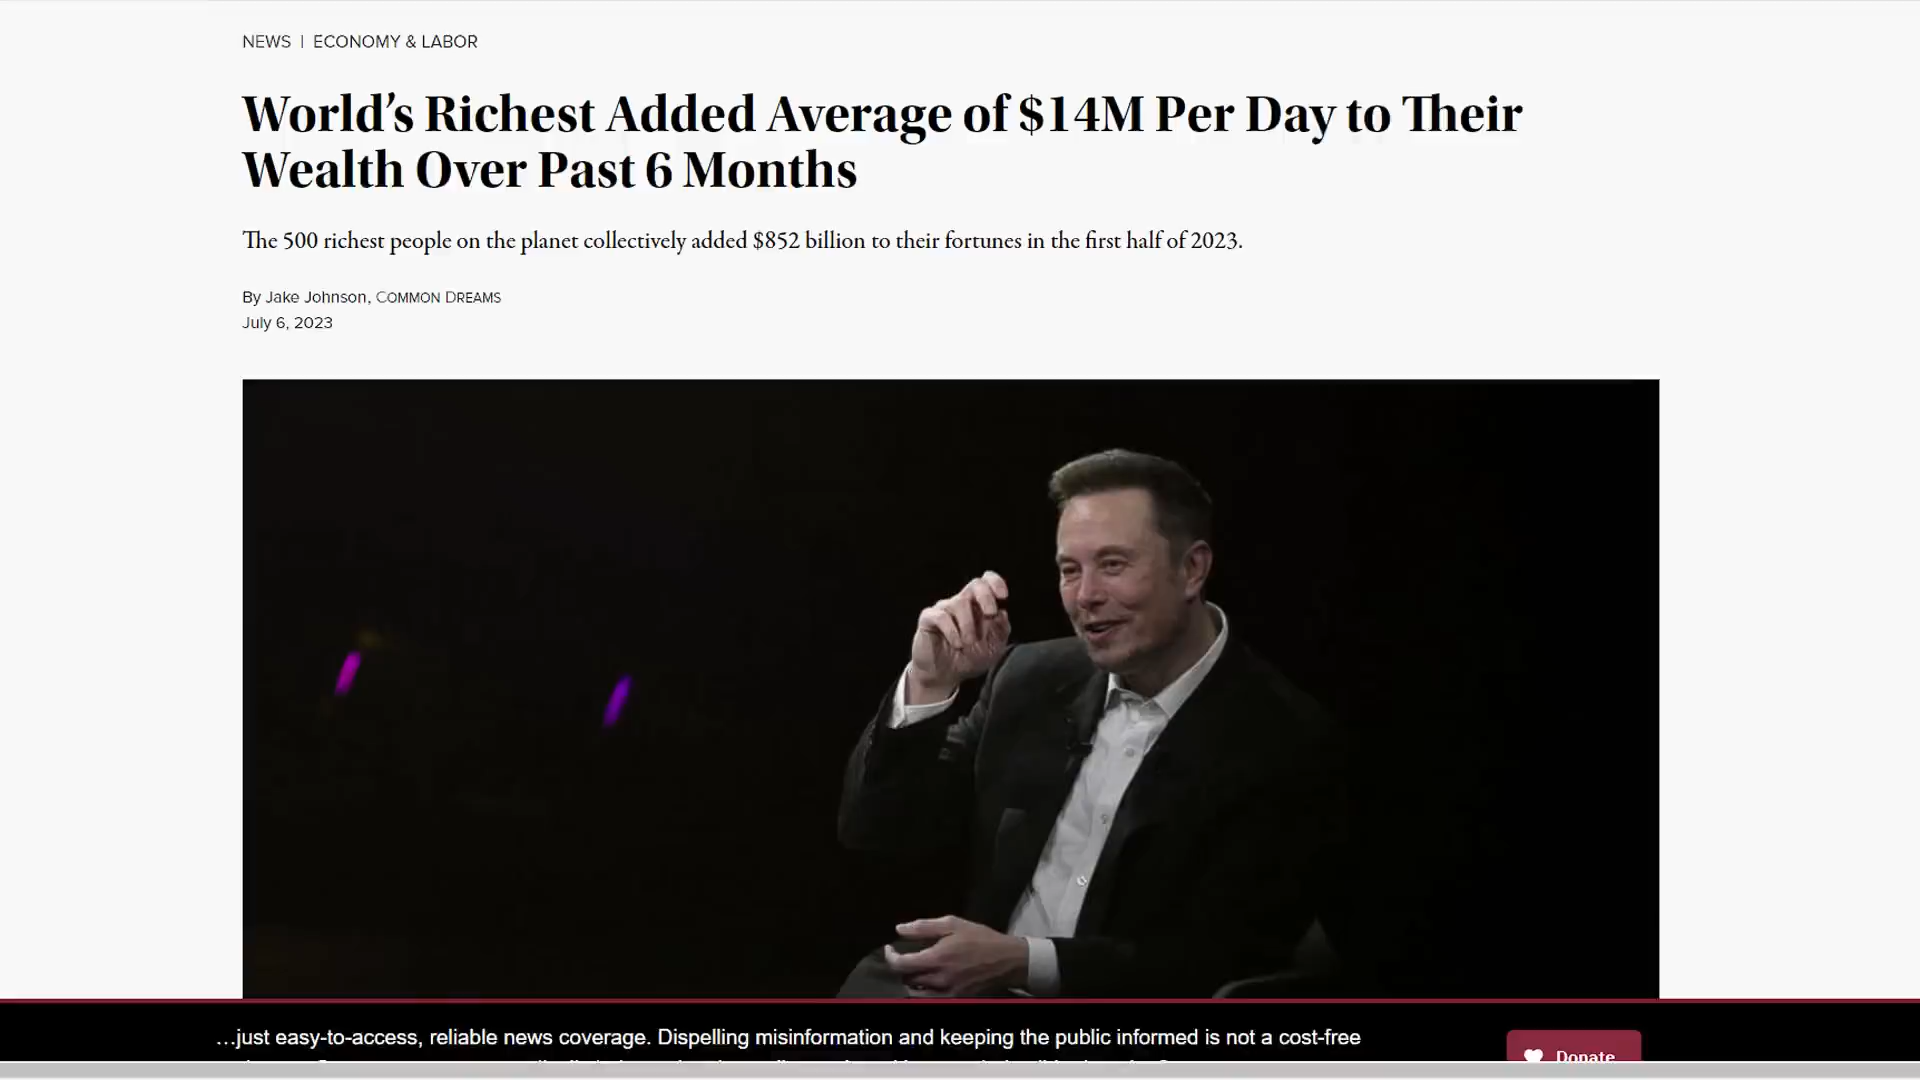 NEWS | ECONOMY & LABOR
World’s Richest Added Average of $14M Per Day to Their
Wealth Over Past 6 Months
The 500 richest people on the planet collectively added $852 billion to their fortunes in the first half of 2023.
By Jake Johnson, COMMON DREAMS
July 6, 2023
…just easy-to-access, reliable news coverage. Dispelling misinformation and keeping the public informed is not a cost-free
Donate